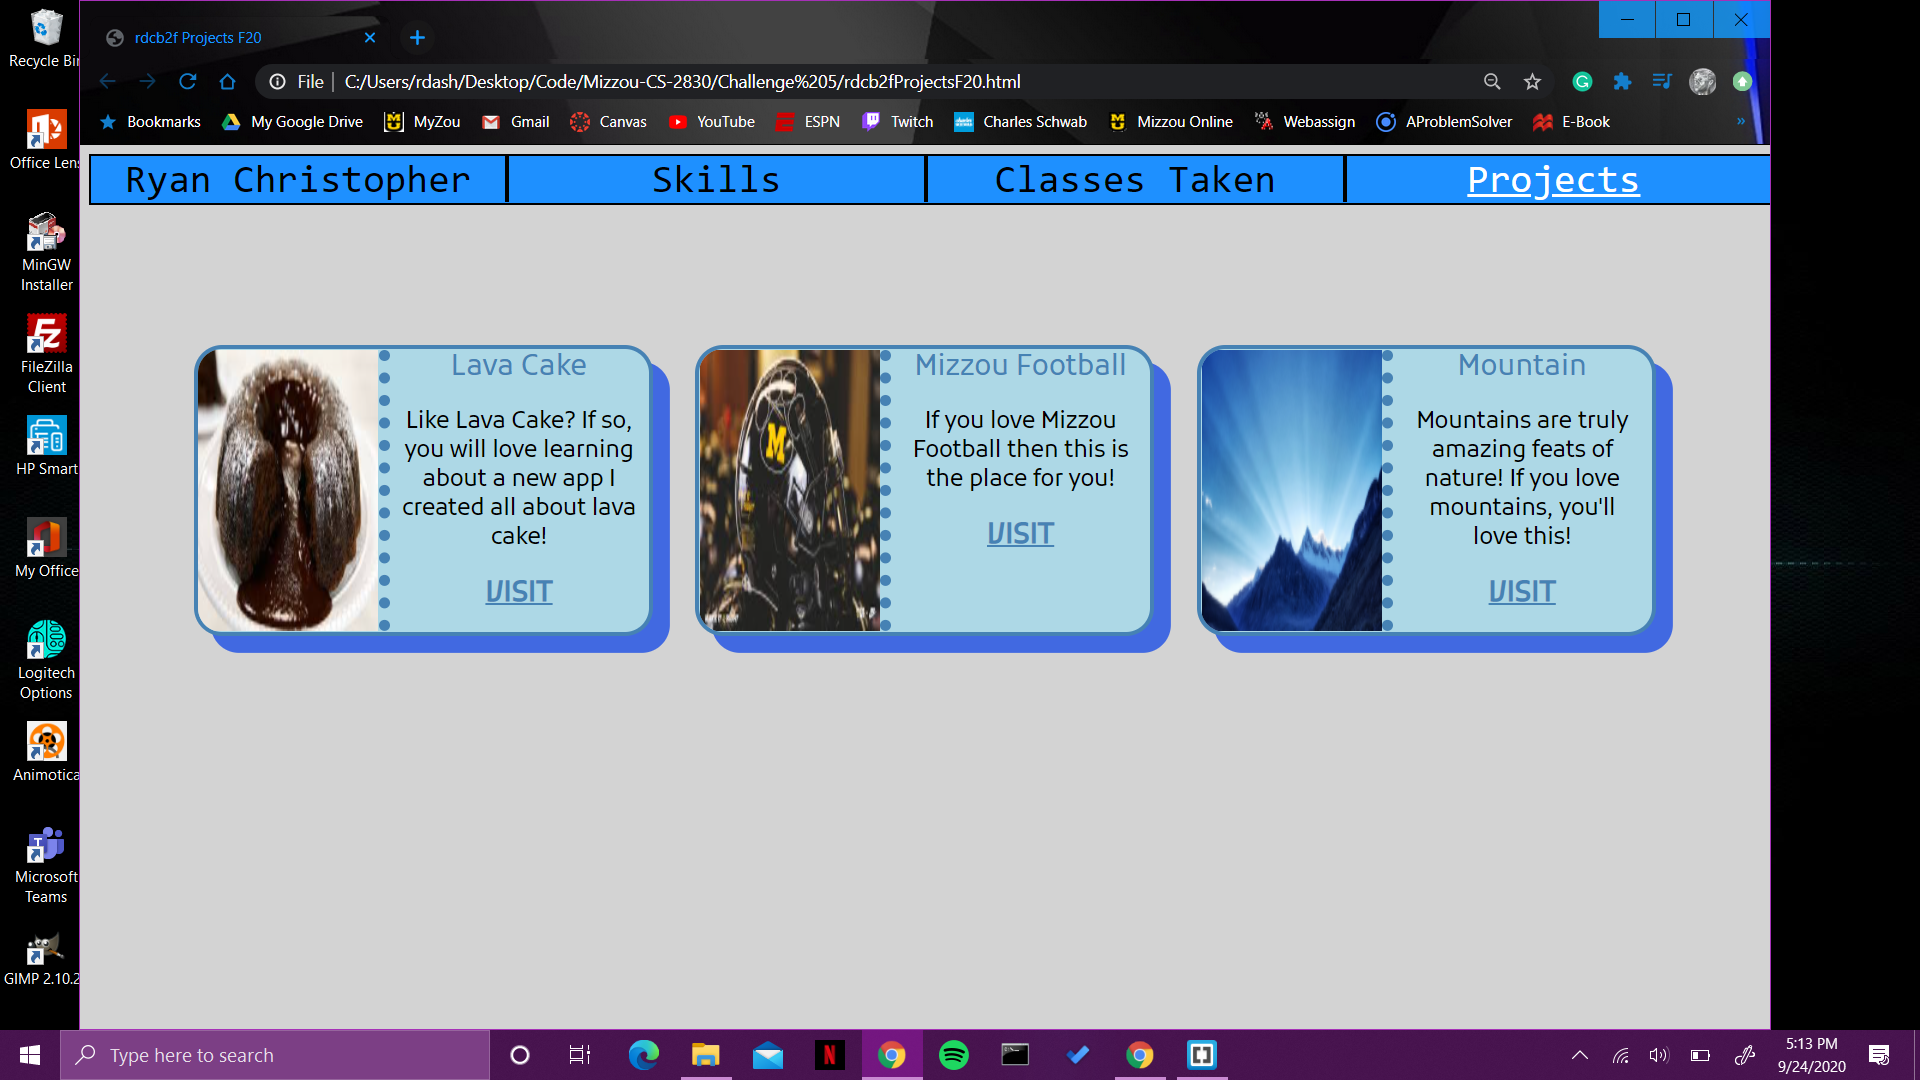 Recycle Bi
Office Len
MinGW
Installer
FileZilla
Client
HP Smart
My Office
Logitech
Options
Animotica
Microsoft
Teams
GIMP 2.10.2
rdcb2f Projects F20
File
C:/Users/rdash/Desktop/Code/Mizzou-CS-2830/Challenge%205/rdcb2fProjectsF20.html
Bookmarks My Google Drive MyZou Gmail Canvas YouTube ESPN Twitch Charles Schwab Mizzou Online Webassign AProblemSolver E-Book »
Ryan Christopher Skills Classes Taken Projects
Lava Cake
Like Lava Cake? If so,
you will love learning
about a new app I
created all about lava
cake!
VISIT
M
Mizzou Football
If you love Mizzou
Football then this is
the place for you!
VISIT
Mountain
Mountains are truly
amazing feats of
nature! If you love
mountains, you'll
love this!
VISIT
Type here to search
5:13 PM
9/24/2020